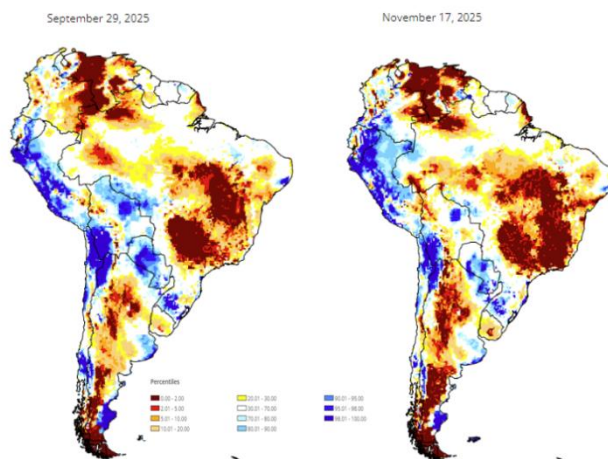 September 29, 2025
November 17, 2025
Percentiles
0.00 - 2.00
2.01 - 5.00
5.01 - 10.00
10.01 - 20.00
20.01 - 30.00
30.01 - 70.00
70.01 - 80.00
80.01 - 90.00
90.01 - 95.00
95.01 - 98.00
98.01 - 100.00